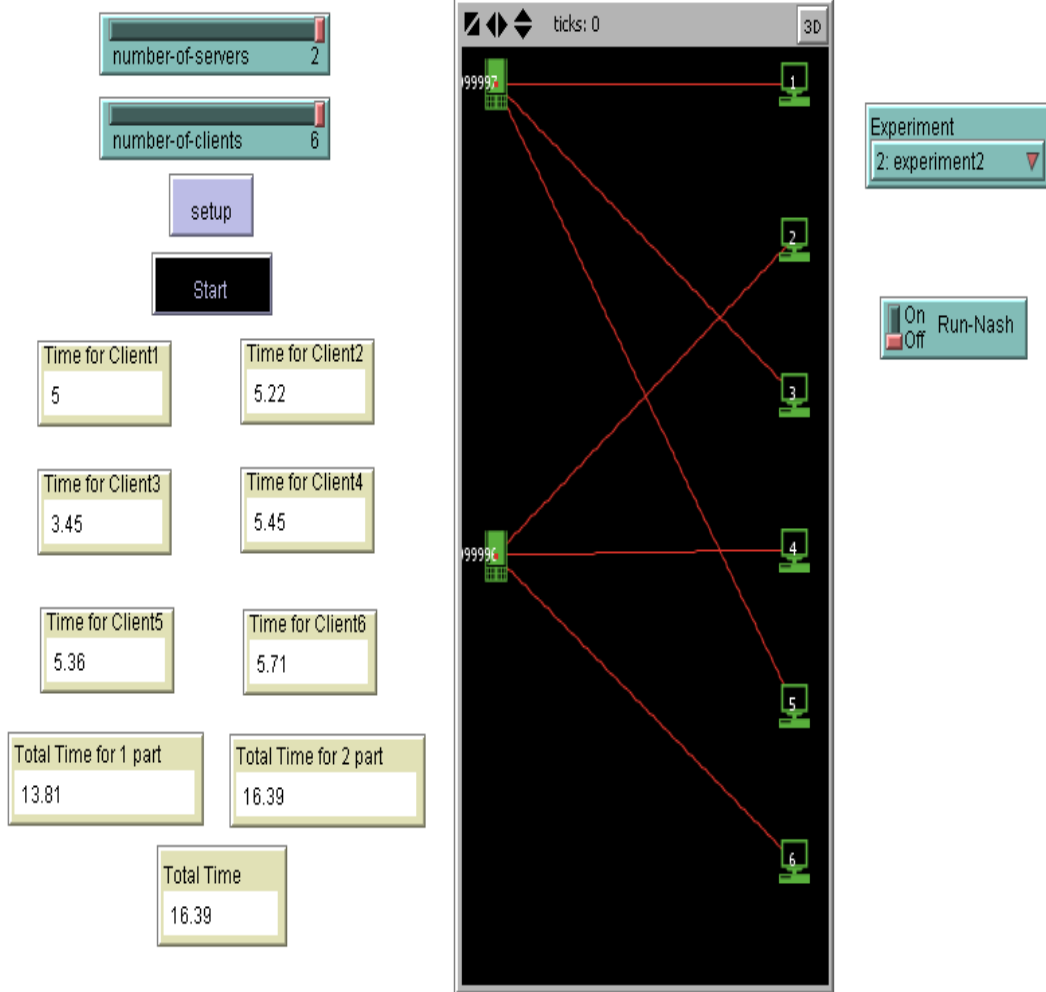 number-of-servers 2
number-of-clients 6
setup
Start
Time for Client1
5
Time for Client2
5.22
Time for Client3
3.45
Time for Client4
5.45
Time for Client5
5.36
Time for Client6
5.71
Total Time for 1 part
13.81
Total Time for 2 part
16.39
Total Time
16.39
ticks: 0
3D
99997
1
2
3
99996
4
5
6
Experiment
2: experiment2
On
Off
Run-Nash